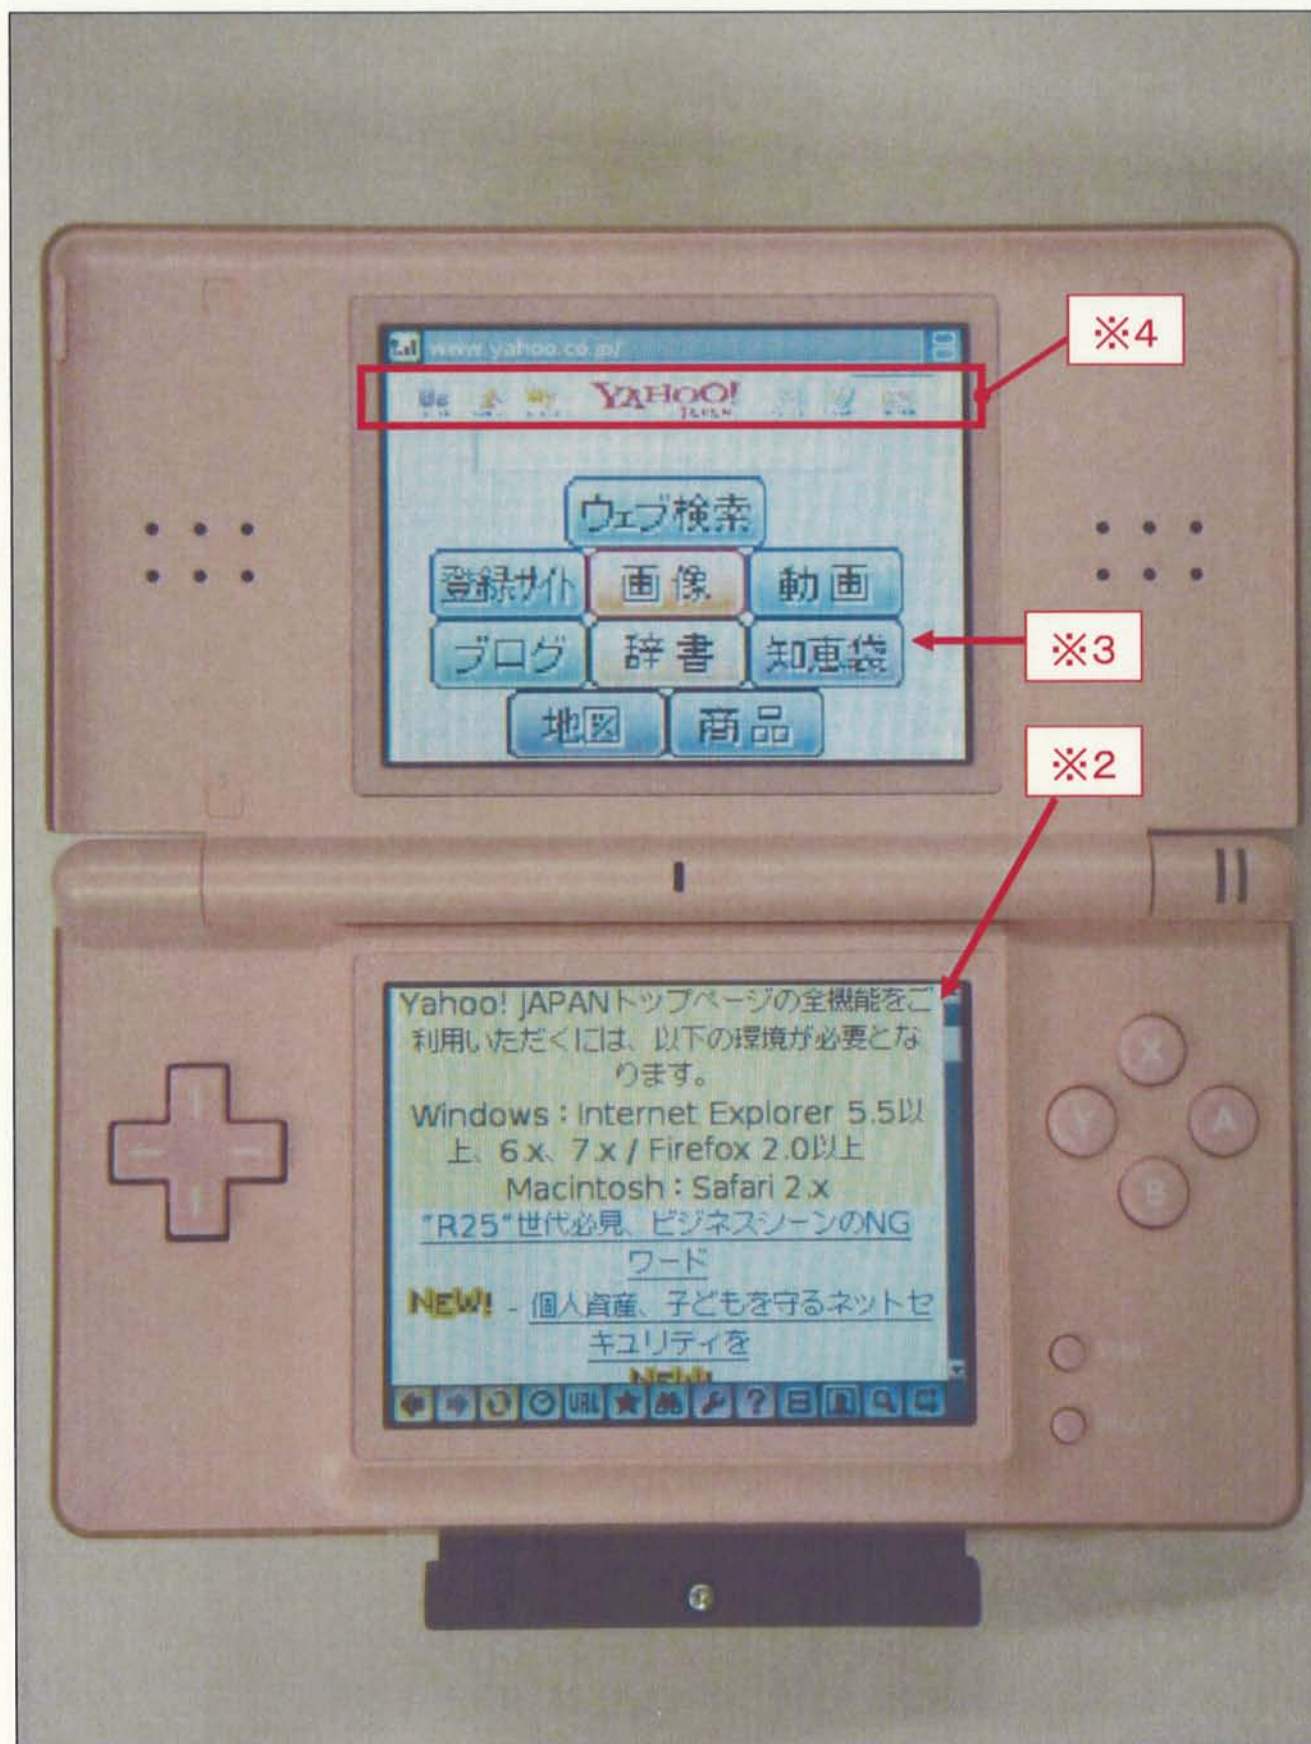 www.yahoo.co.jp/
※4
YAHOO!
JAPAN
ウェブ検索
登録サイト 画像 動画
ブログ 辞書 知恵袋
※3
地図 商品
※2
Yahoo! JAPANトップページの全機能をご
利用いただくには、以下の環境が必要とな
ります。
Windows：Internet Explorer 5.5以
上、6.x、7.x / Firefox 2.0以上
Macintosh：Safari 2.x
"R25"世代必見、ビジネスシーンのNG
ワード
NEW! - 個人資産、子どもを守るネットセ
キュリティを
NEW!
URL ?
X
Y A
B
START
SELECT